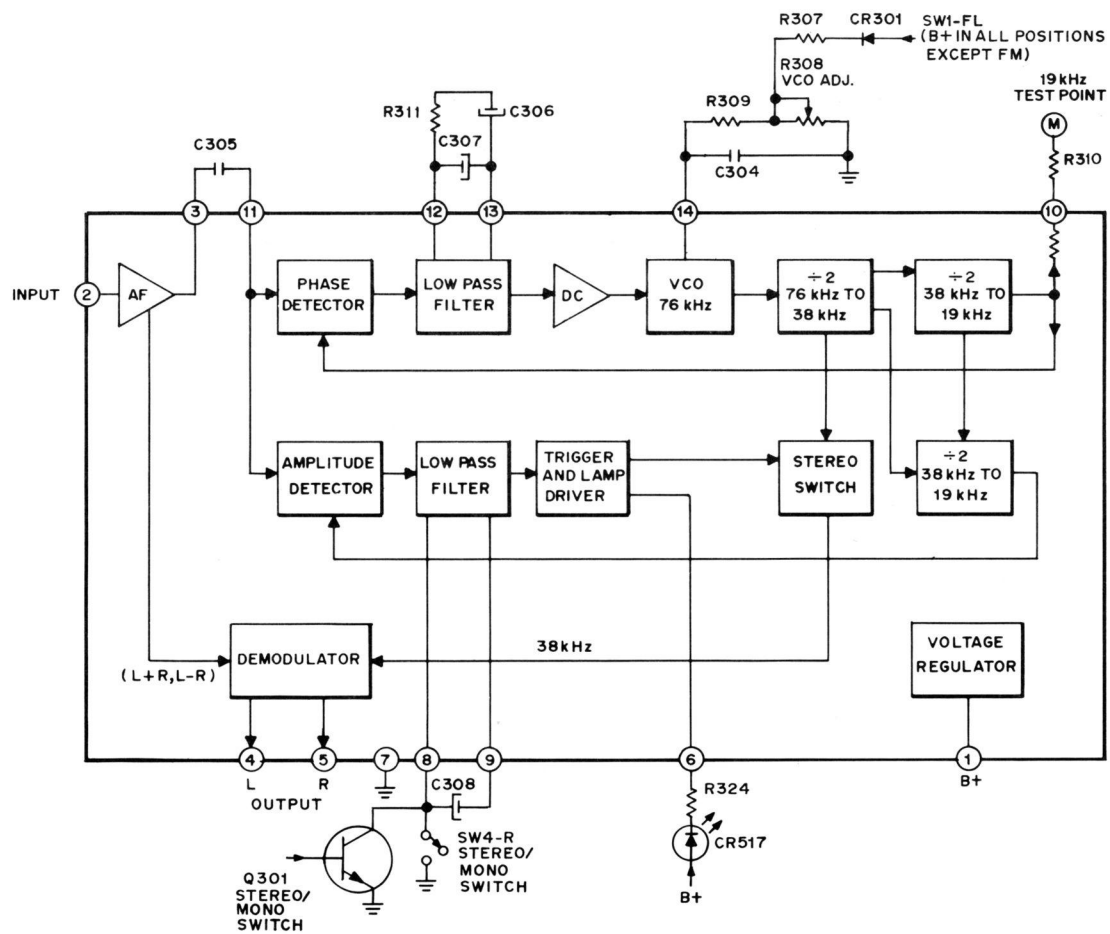 R307
CR301
SW1-FL
(B+ IN ALL POSITIONS
EXCEPT FM)
R308
VCO ADJ.
19kHz
TEST POINT
M
R311
C306
R309
C307
C305
C304
R310
3
11
12
13
14
10
INPUT
2
AF
PHASE
DETECTOR
LOW PASS
FILTER
DC
VCO
76 kHz
÷2
76 kHz TO
38 kHz
÷2
38 kHz TO
19 kHz
AMPLITUDE
DETECTOR
LOW PASS
FILTER
TRIGGER
AND LAMP
DRIVER
STEREO
SWITCH
÷2
38 kHz TO
19 kHz
DEMODULATOR
(L+R,L-R)
38kHz
VOLTAGE
REGULATOR
4
5
7
8
9
6
1
L
R
OUTPUT
C308
B+
R324
CR517
B+
SW4-R
STEREO/
MONO
SWITCH
Q301
STEREO/
MONO
SWITCH